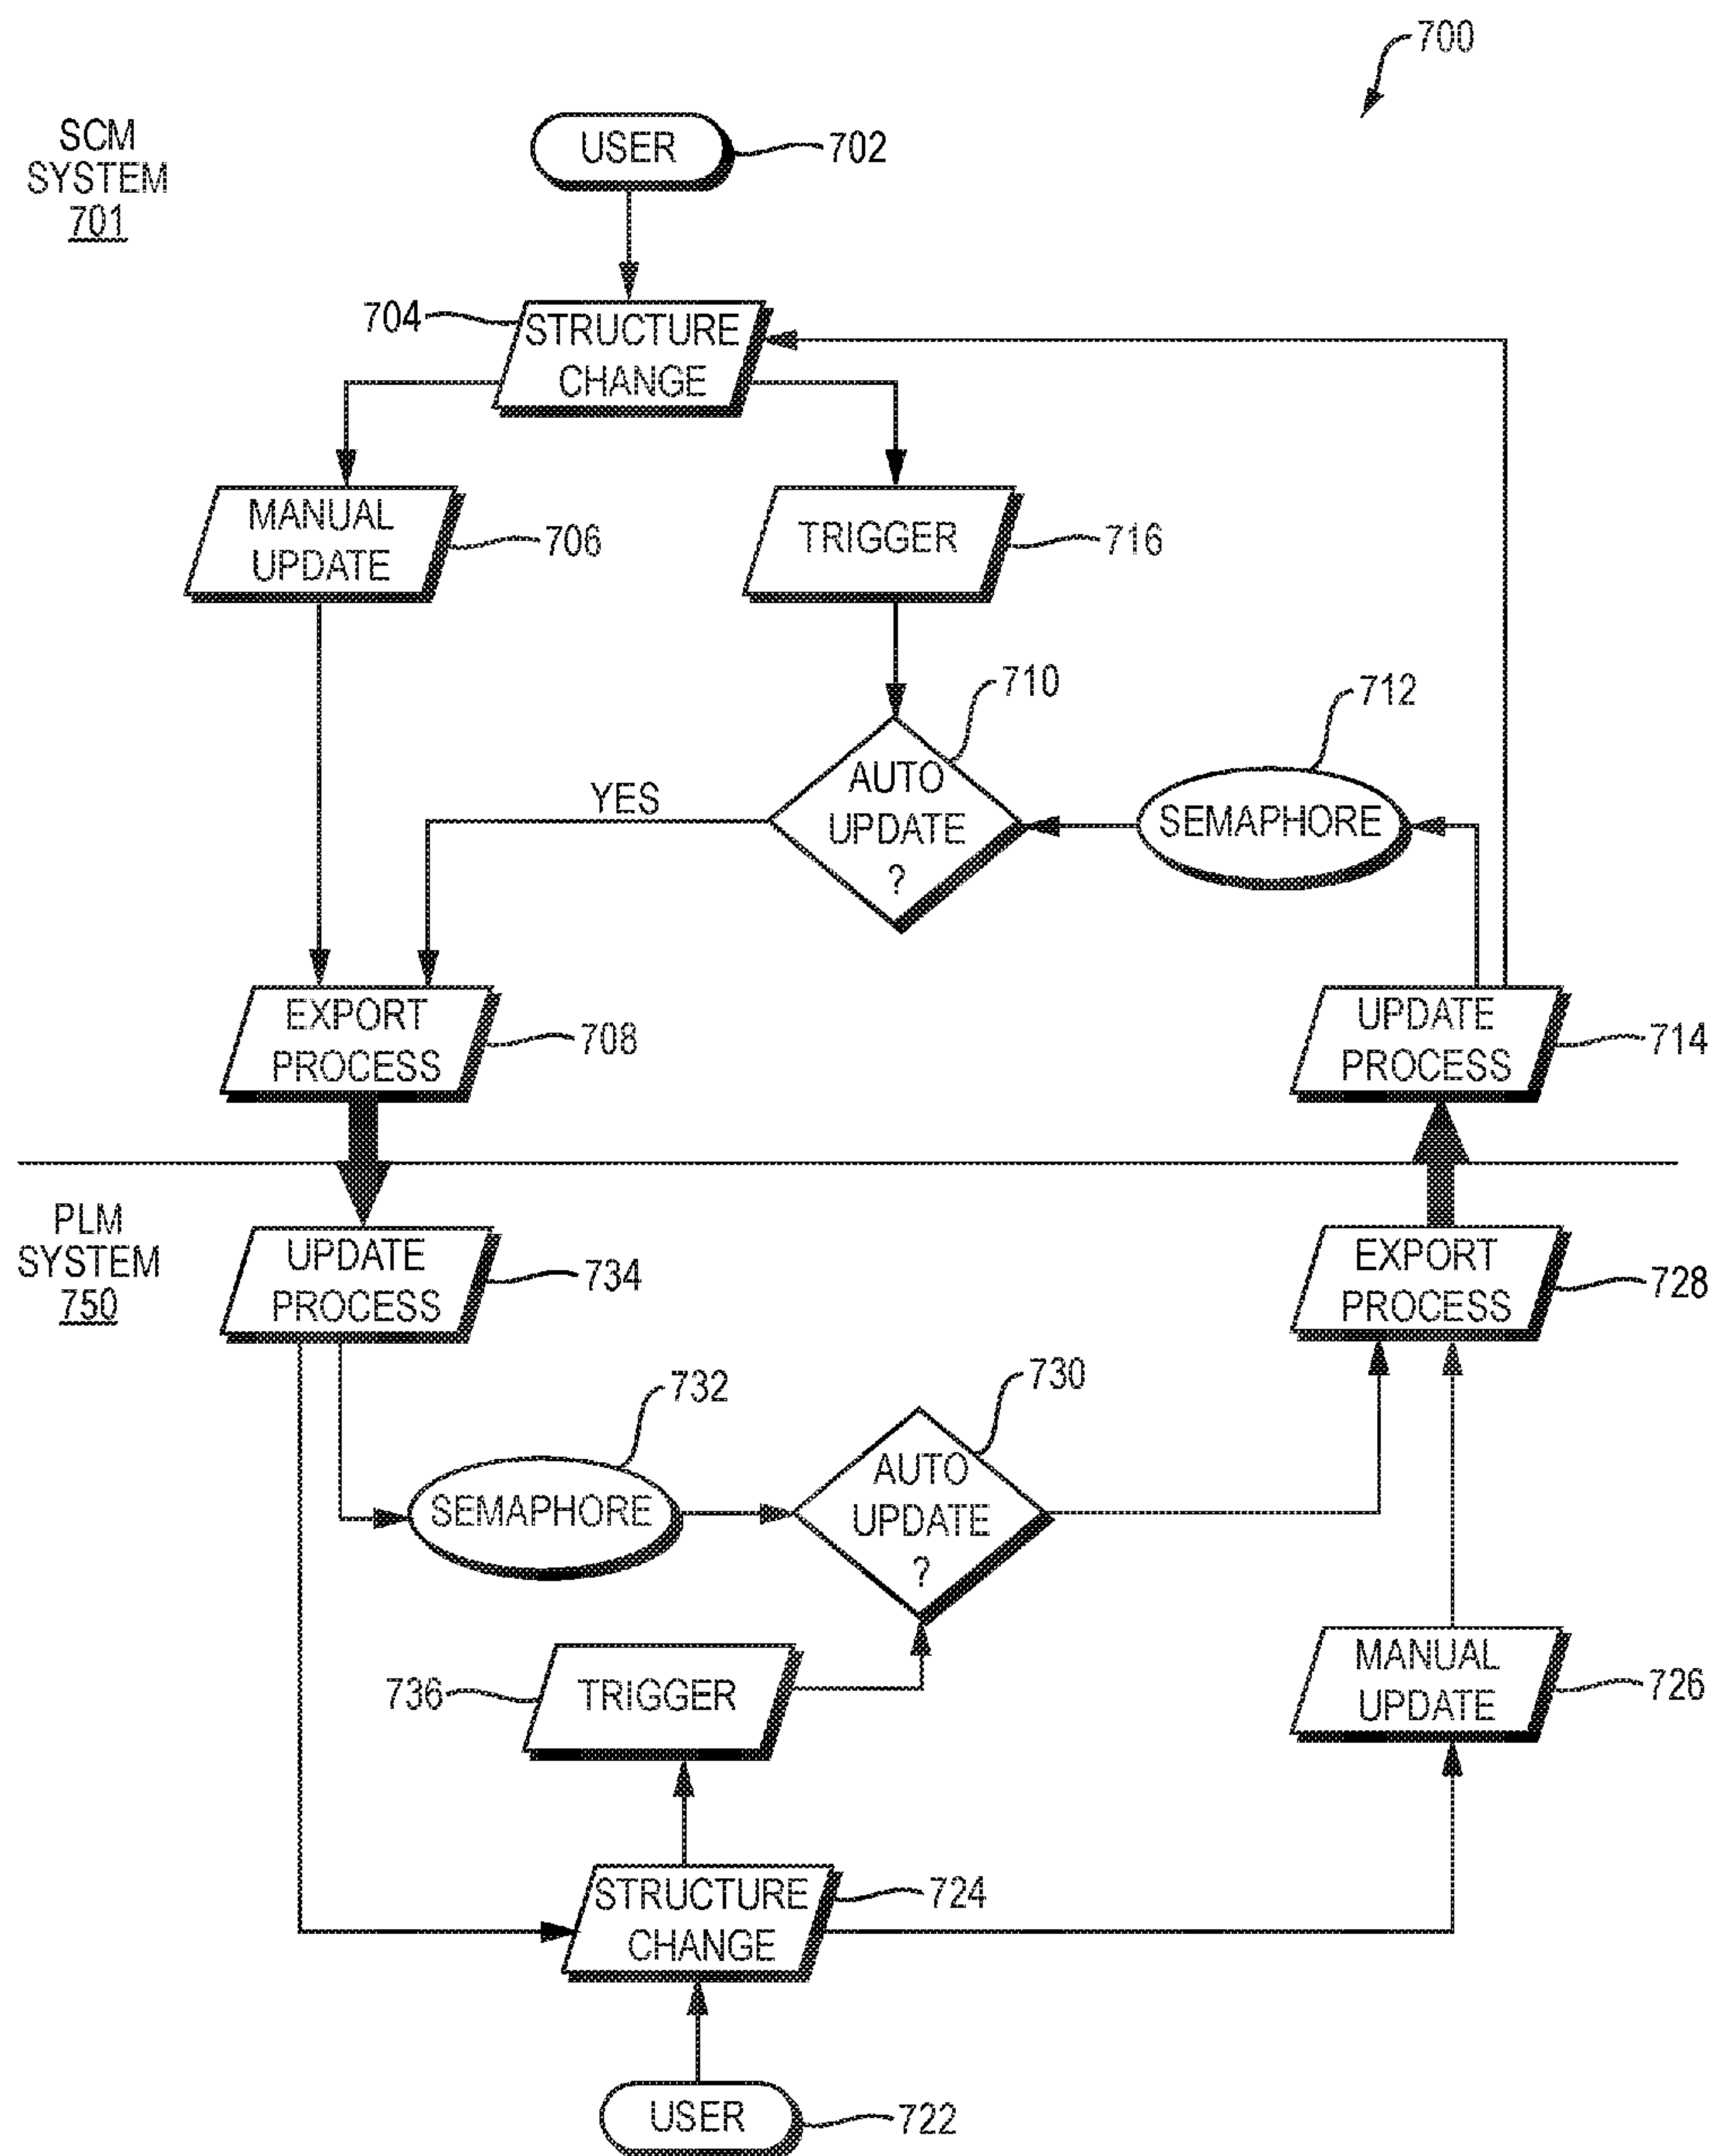 700
SCM
SYSTEM
701
USER
702
704
STRUCTURE
CHANGE
MANUAL
UPDATE
706
TRIGGER
716
710
712
AUTO
UPDATE
?
YES
SEMAPHORE
EXPORT
PROCESS
708
UPDATE
PROCESS
714
PLM
SYSTEM
750
UPDATE
PROCESS
734
EXPORT
PROCESS
728
732
730
SEMAPHORE
AUTO
UPDATE
?
736
TRIGGER
MANUAL
UPDATE
726
STRUCTURE
CHANGE
724
USER
722